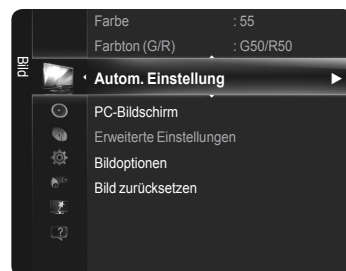 Bild
Farbe : 55
Farbton (G/R) : G50/R50
Autom. Einstellung
PC-Bildschirm
Erweiterte Einstellungen
Bildoptionen
Bild zurücksetzen